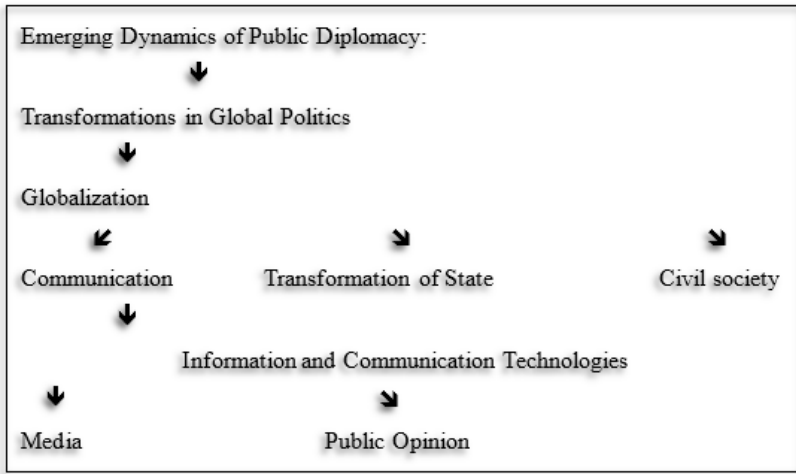 Emerging Dynamics of Public Diplomacy:
Transformations in Global Politics
Globalization
Communication Transformation of State Civil society
Information and Communication Technologies
Media Public Opinion